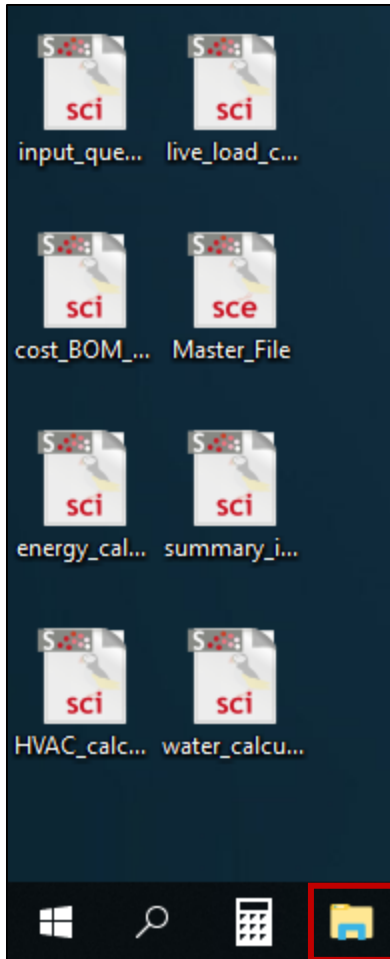 S sci S sci
input_que... live_load_c...
S sci S sce
cost_BOM_... Master_File
S sci S sci
energy_cal... summary_i...
S sci S sci
HVAC_calc... water_calcu...